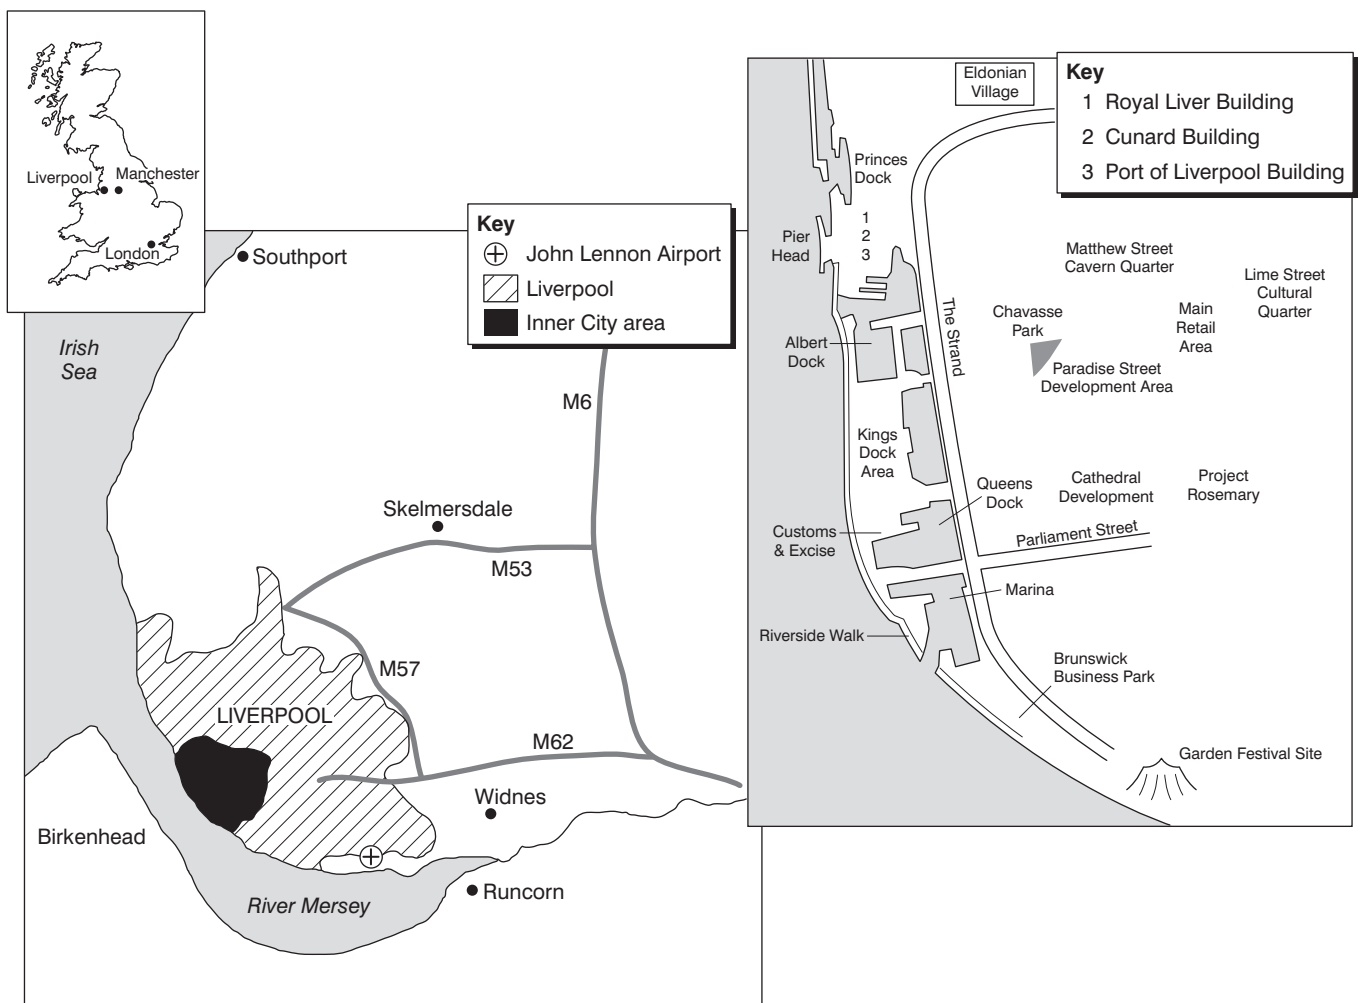 Liverpool
Manchester
London
Southport
Irish
Sea
Key
John Lennon Airport
Liverpool
Inner City area
M6
Skelmersdale
M53
M57
LIVERPOOL
M62
Widnes
Birkenhead
River Mersey
Runcorn
Eldonian
Village
Key
1 Royal Liver Building
2 Cunard Building
3 Port of Liverpool Building
Princes
Dock
1
2
3
Pier
Head
Matthew Street
Cavern Quarter
Lime Street
Cultural
Quarter
Chavasse
Park
Main
Retail
Area
The Strand
Albert
Dock
Paradise Street
Development Area
Kings
Dock
Area
Queens
Dock
Cathedral
Development
Project
Rosemary
Customs
& Excise
Parliament Street
Marina
Riverside Walk
Brunswick
Business Park
Garden Festival Site